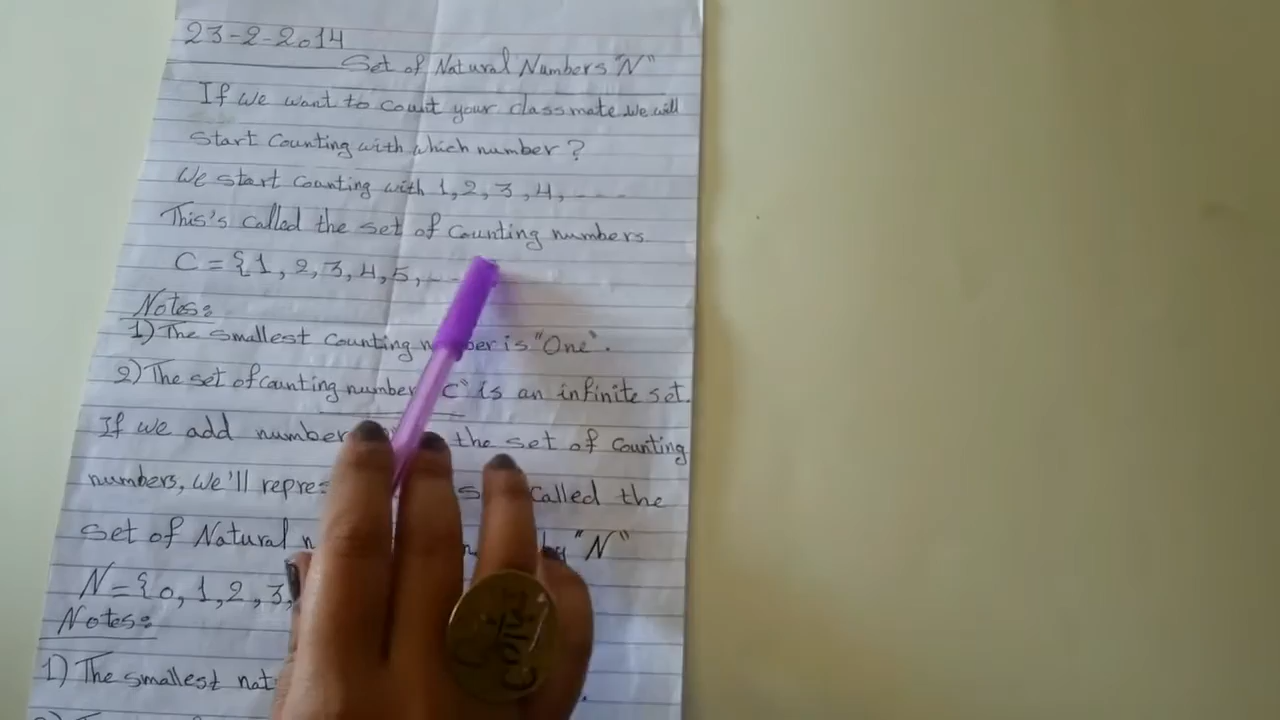 23-2-2014
Set of Natural Numbers "N"
If we want to count your classmate we will
start counting with which number?
We start counting with 1, 2, 3, 4, ----
This's called the set of counting numbers
C = {1, 2, 3, 4, 5, --
Notes:
1) The smallest counting is "One".
2) The set of counting number C" is an infinite set.
If we add number the set of counting
numbers, we'll called the
set of Natural by "N"
N = {0, 1, 2, 3,
Notes:
1) The smallest